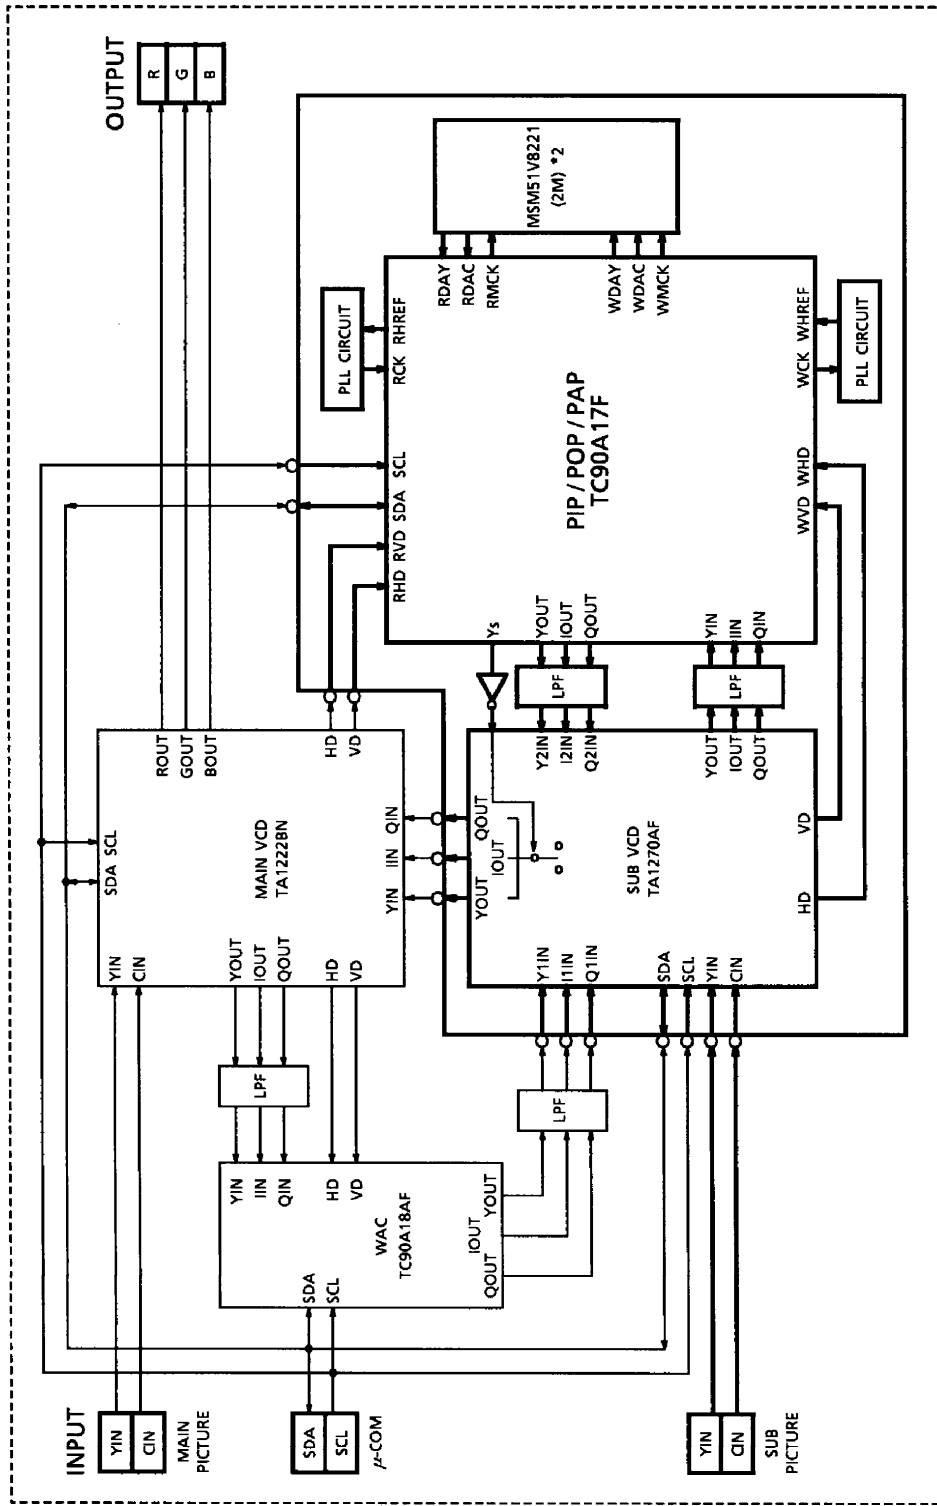 INPUT
YIN
CIN
MAIN
PICTURE
SDA
SCL
μ-COM
YIN
CIN
SUB
PICTURE
WAC
TC90A18AF
SDA
SCL
YIN
IIN
QIN
HD
VD
QOUT
IOUT
YOUT
LPF
LPF
MAIN VCD
TA1222BN
YIN
CIN
SDA SCL
YOUT
IOUT
QOUT
HD
VD
YIN
IIN
QIN
ROUT
GOUT
BOUT
HD
VD
SUB VCD
TA1270AF
Y1IN
I1IN
Q1IN
SDA
SCL
YIN
CIN
YOUT
IOUT
QOUT
Y2IN
I2IN
Q2IN
YOUT
IOUT
QOUT
HD
VD
LPF
LPF
PIP / POP / PAP
TC90A17F
Ys
YOUT
IOUT
QOUT
YIN
IIN
QIN
RHD RVD SDA SCL
RCK RHREF
WVD WHD
WCK WHREF
RDAY
RDAC
RMCK
WDAY
WDAC
WMCK
PLL CIRCUIT
PLL CIRCUIT
MSM51V8221
(2M) *2
OUTPUT
R
G
B